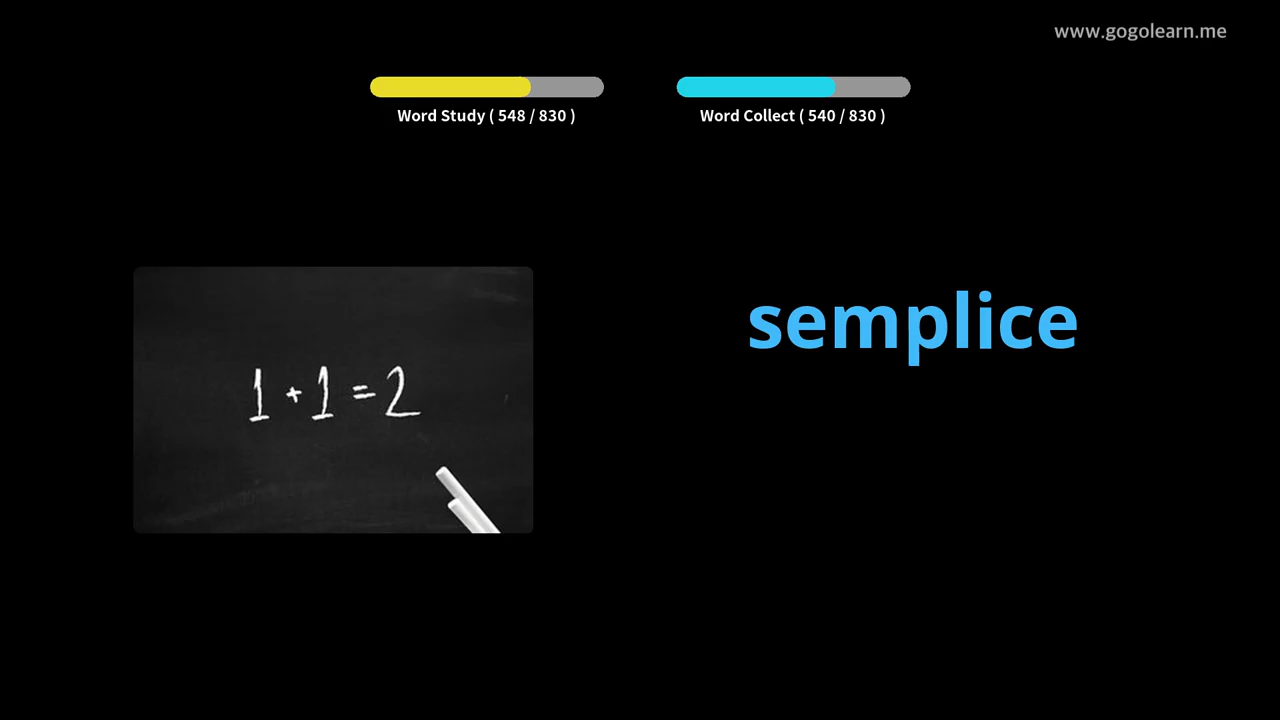 www.gogolearn.me
Word Study ( 548 / 830 )
Word Collect ( 540 / 830 )
semplice
1 + 1 = 2